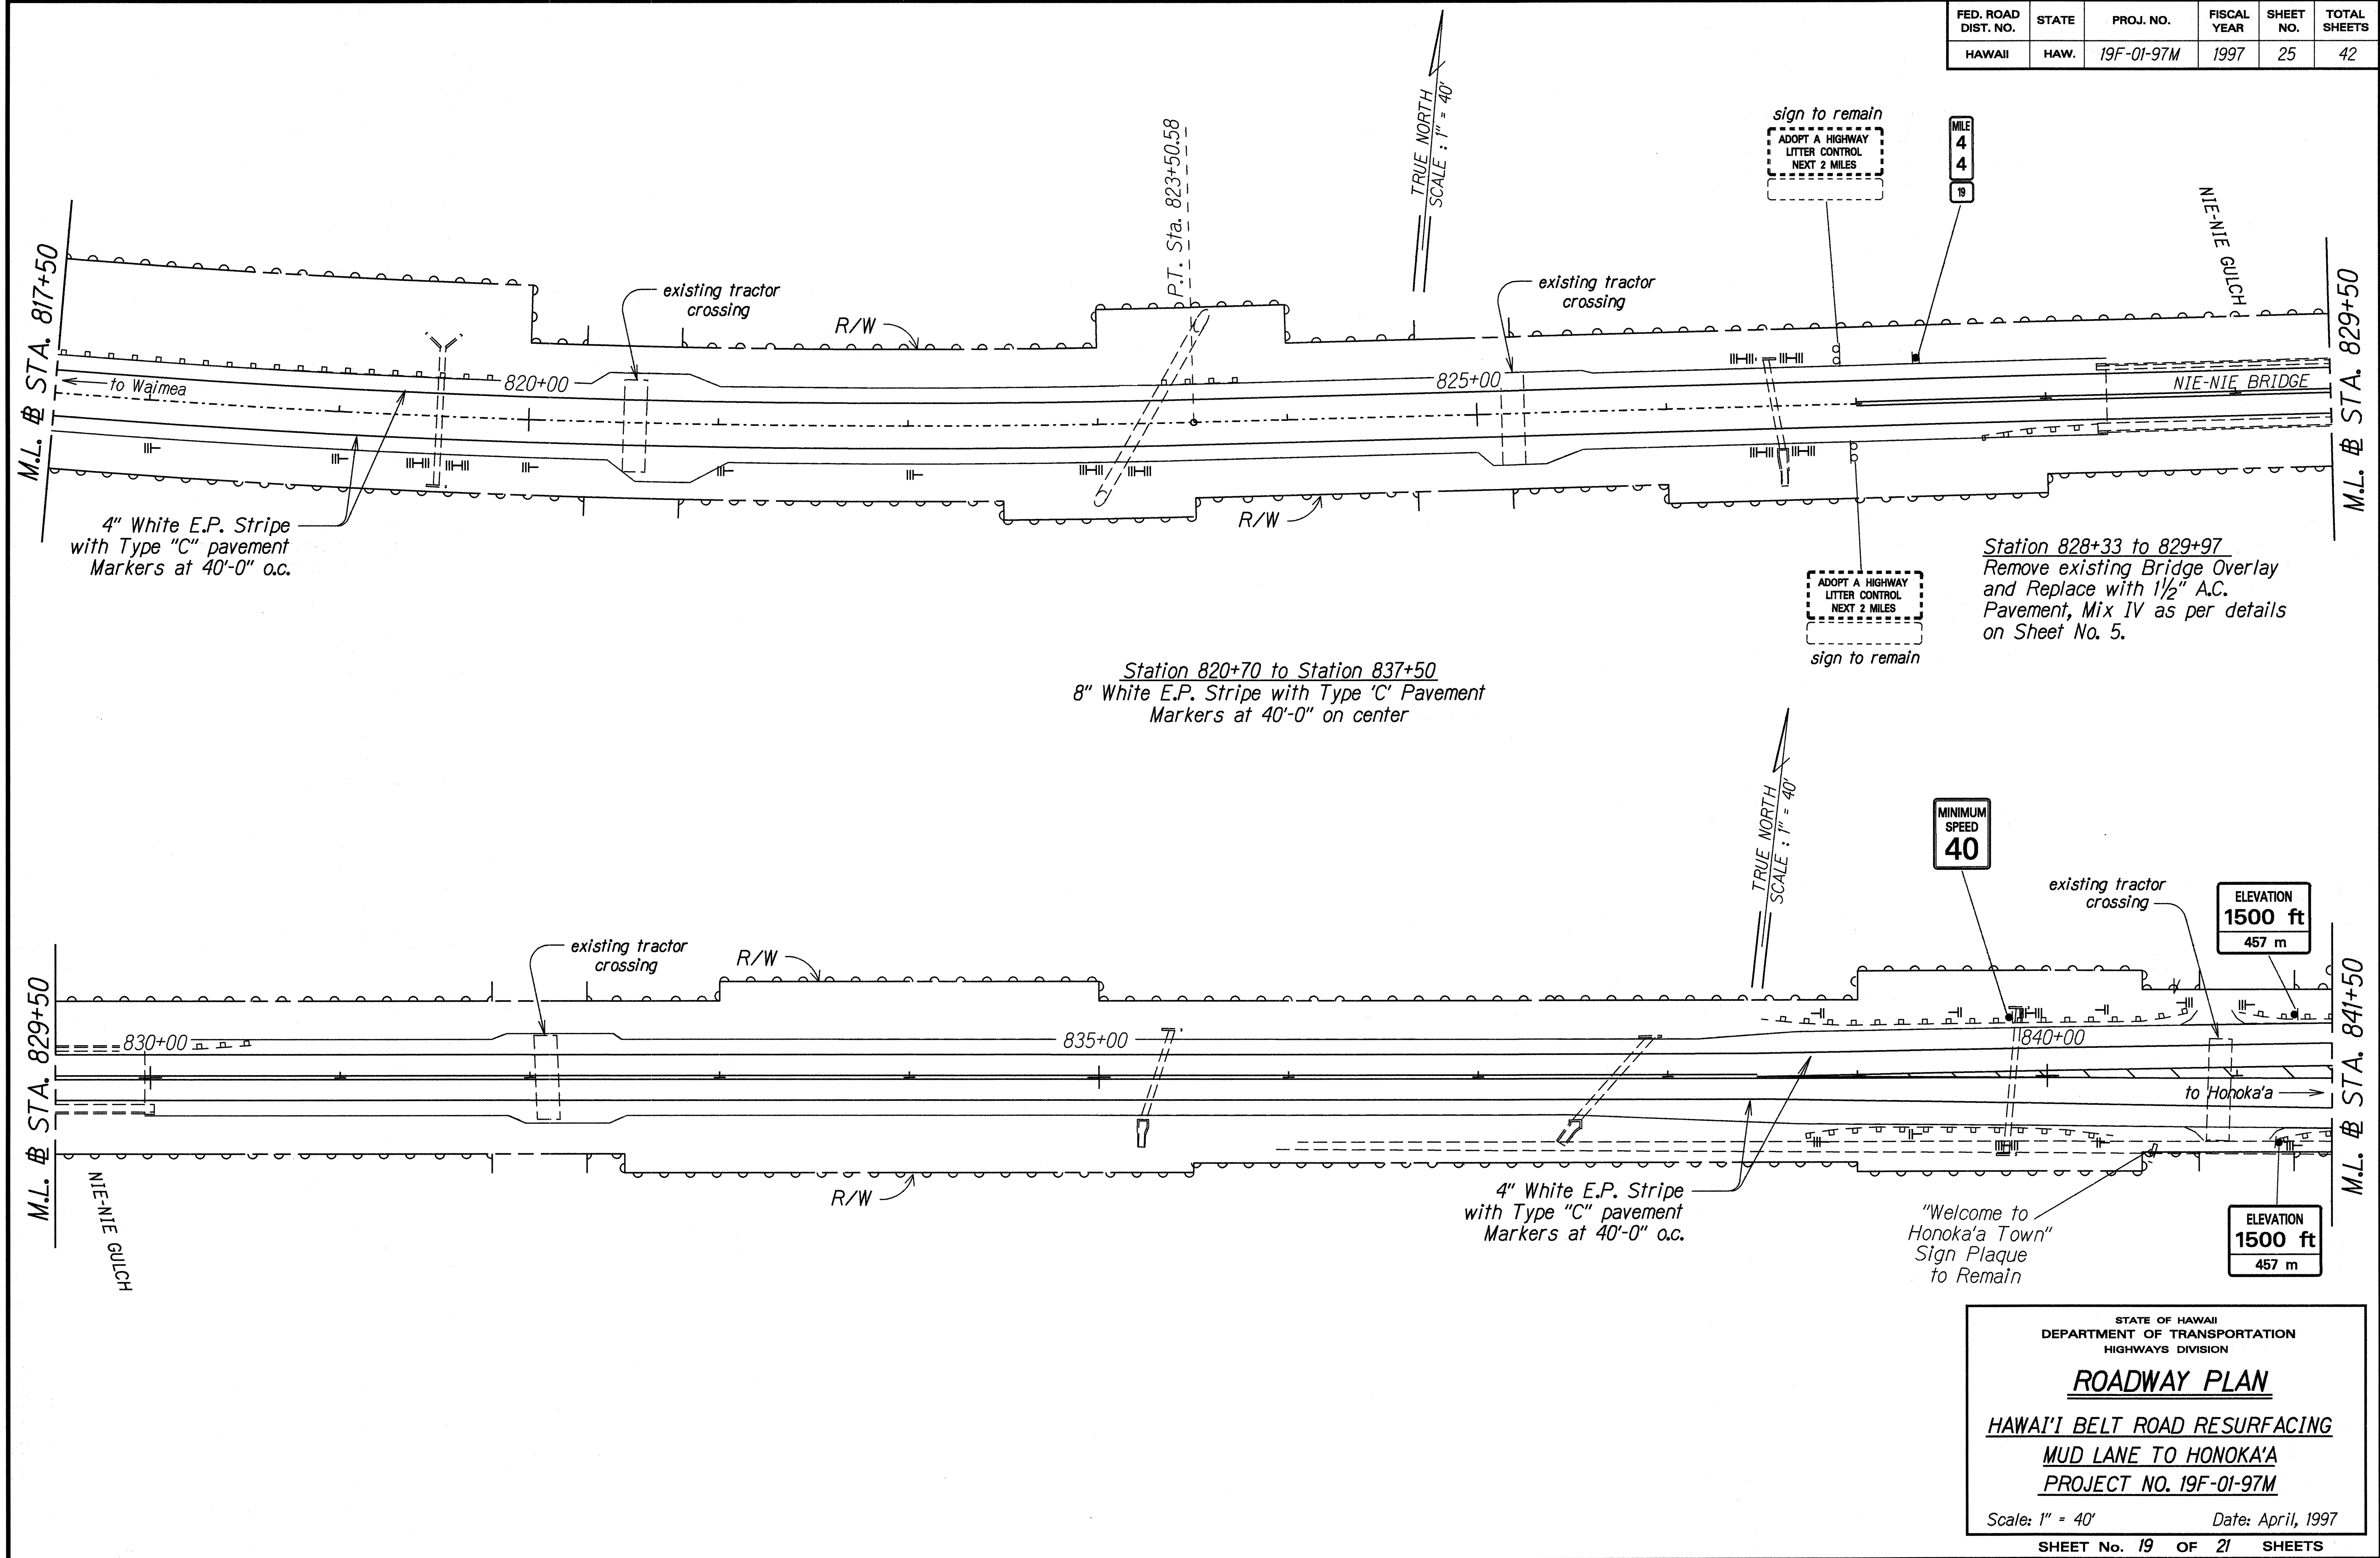 FED. ROAD DIST. NO. STATE PROJ. NO. FISCAL YEAR SHEET NO. TOTAL SHEETS
HAWAII HAW. 19F-01-97M 1997 25 42
TRUE NORTH
SCALE : 1" = 40'
P.T. Sta. 823+50.58
sign to remain
ADOPT A HIGHWAY
LITTER CONTROL
NEXT 2 MILES
MILE
4
4
19
NIE-NIE GULCH
M.L. ⅊ STA. 817+50
existing tractor
crossing
R/W
existing tractor
crossing
M.L. ⅊ STA. 829+50
to Waimea
820+00
825+00
NIE-NIE BRIDGE
4" White E.P. Stripe
with Type "C" pavement
Markers at 40'-0" o.c.
R/W
ADOPT A HIGHWAY
LITTER CONTROL
NEXT 2 MILES
sign to remain
Station 828+33 to 829+97
Remove existing Bridge Overlay
and Replace with 1½" A.C.
Pavement, Mix IV as per details
on Sheet No. 5.
Station 820+70 to Station 837+50
8" White E.P. Stripe with Type 'C' Pavement
Markers at 40'-0" on center
TRUE NORTH
SCALE : 1" = 40'
MINIMUM
SPEED
40
existing tractor
crossing
ELEVATION
1500 ft
457 m
M.L. ⅊ STA. 829+50
existing tractor
crossing
R/W
M.L. ⅊ STA. 841+50
830+00
835+00
840+00
to Honoka'a
NIE-NIE GULCH
R/W
4" White E.P. Stripe
with Type "C" pavement
Markers at 40'-0" o.c.
"Welcome to
Honoka'a Town"
Sign Plaque
to Remain
ELEVATION
1500 ft
457 m
STATE OF HAWAII
DEPARTMENT OF TRANSPORTATION
HIGHWAYS DIVISION
ROADWAY PLAN
HAWAI'I BELT ROAD RESURFACING
MUD LANE TO HONOKA'A
PROJECT NO. 19F-01-97M
Scale: 1" = 40' Date: April, 1997
SHEET No. 19 OF 21 SHEETS